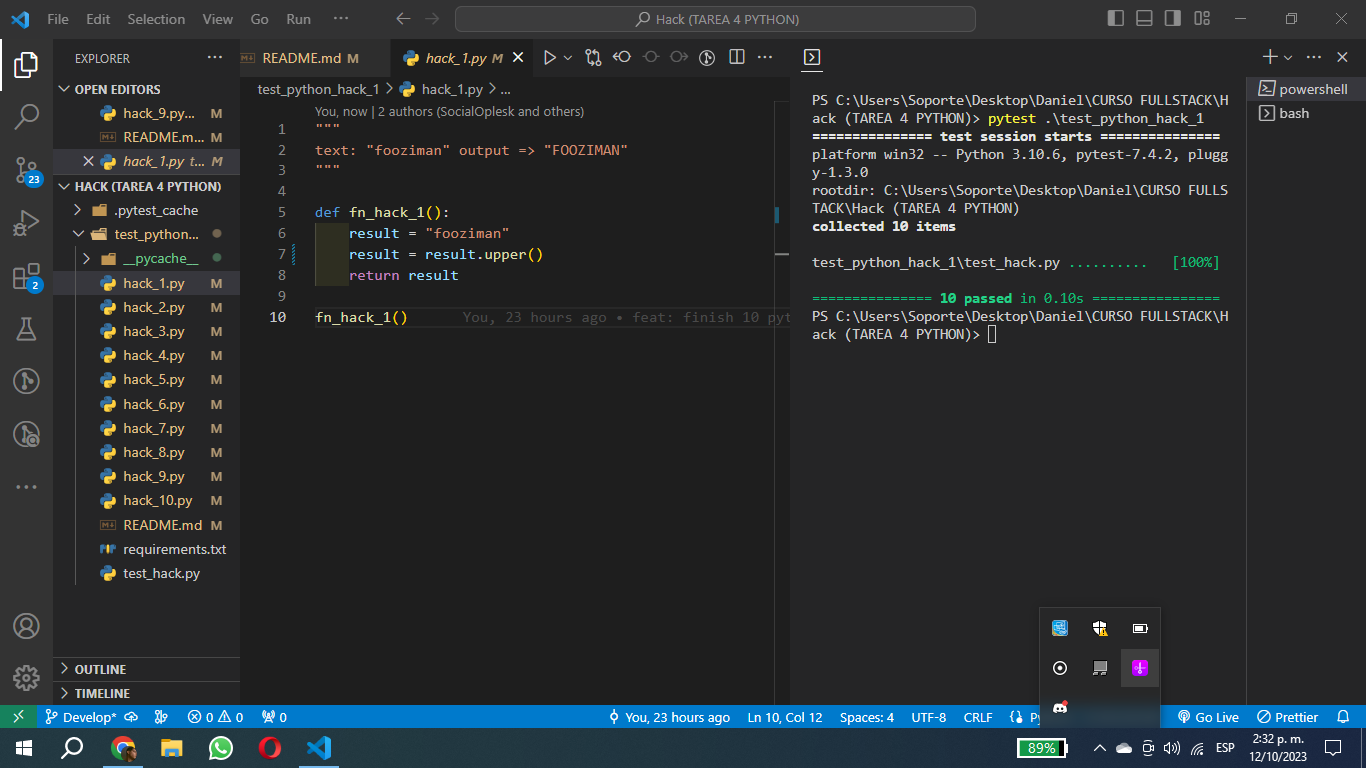 File Edit Selection View Go Run ··· Hack (TAREA 4 PYTHON)
EXPLORER ···
OPEN EDITORS
hack_9.py... M
README.m... M
hack_1.py t... M
HACK (TAREA 4 PYTHON)
.pytest_cache
test_python...
__pycache__
hack_1.py M
hack_2.py M
hack_3.py M
hack_4.py M
hack_5.py M
hack_6.py M
hack_7.py M
hack_8.py M
hack_9.py M
hack_10.py M
README.md M
requirements.txt
test_hack.py
OUTLINE
TIMELINE
23
2
README.md M hack_1.py M
test_python_hack_1 > hack_1.py > ...
You, now | 2 authors (SocialOplesk and others)
1 """
2 text: "fooziman" output => "FOOZIMAN"
3 """
4
5 def fn_hack_1():
6 result = "fooziman"
7 result = result.upper()
8 return result
9
10 fn_hack_1() You, 23 hours ago • feat: finish 10 pyt
PS C:\Users\Soporte\Desktop\Daniel\CURSO FULLSTACK\H
ack (TAREA 4 PYTHON)> pytest .\test_python_hack_1
=============== test session starts ===============
platform win32 -- Python 3.10.6, pytest-7.4.2, plugg
y-1.3.0
rootdir: C:\Users\Soporte\Desktop\Daniel\CURSO FULLS
TACK\Hack (TAREA 4 PYTHON)
collected 10 items
test_python_hack_1\test_hack.py .......... [100%]
=============== 10 passed in 0.10s ================
PS C:\Users\Soporte\Desktop\Daniel\CURSO FULLSTACK\H
ack (TAREA 4 PYTHON)>
powershell
bash
Develop* 0 0 0 You, 23 hours ago Ln 10, Col 12 Spaces: 4 UTF-8 CRLF Py Go Live Prettier
89% ESP 2:32 p. m.
12/10/2023